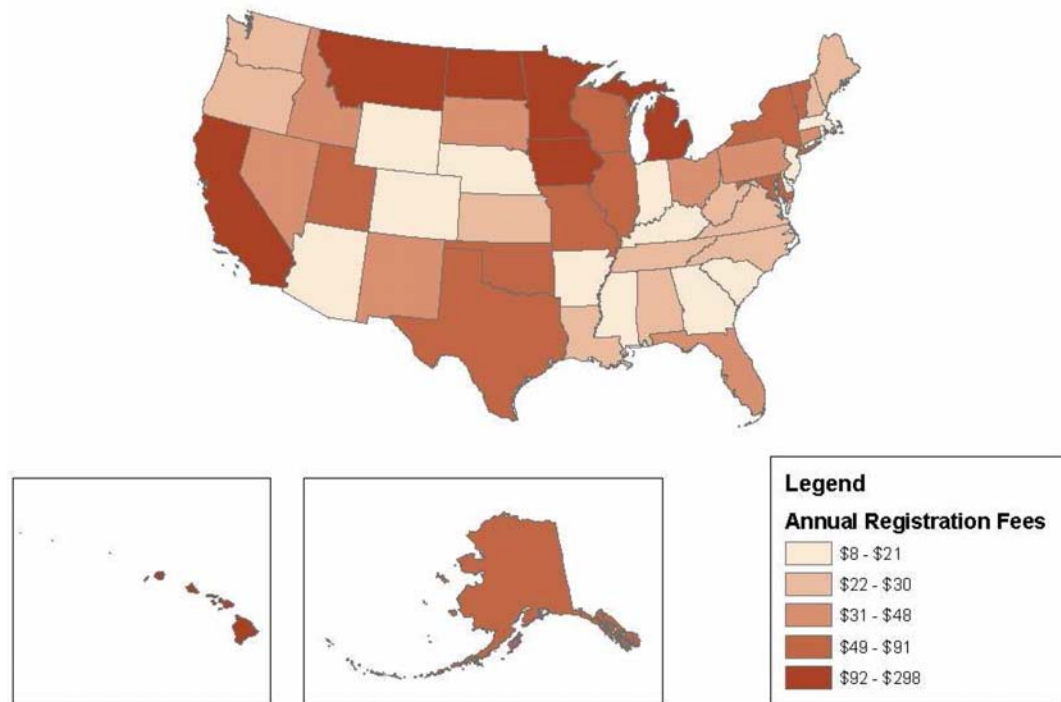 Legend
Annual Registration Fees
$8 - $21
$22 - $30
$31 - $48
$49 - $91
$92 - $298